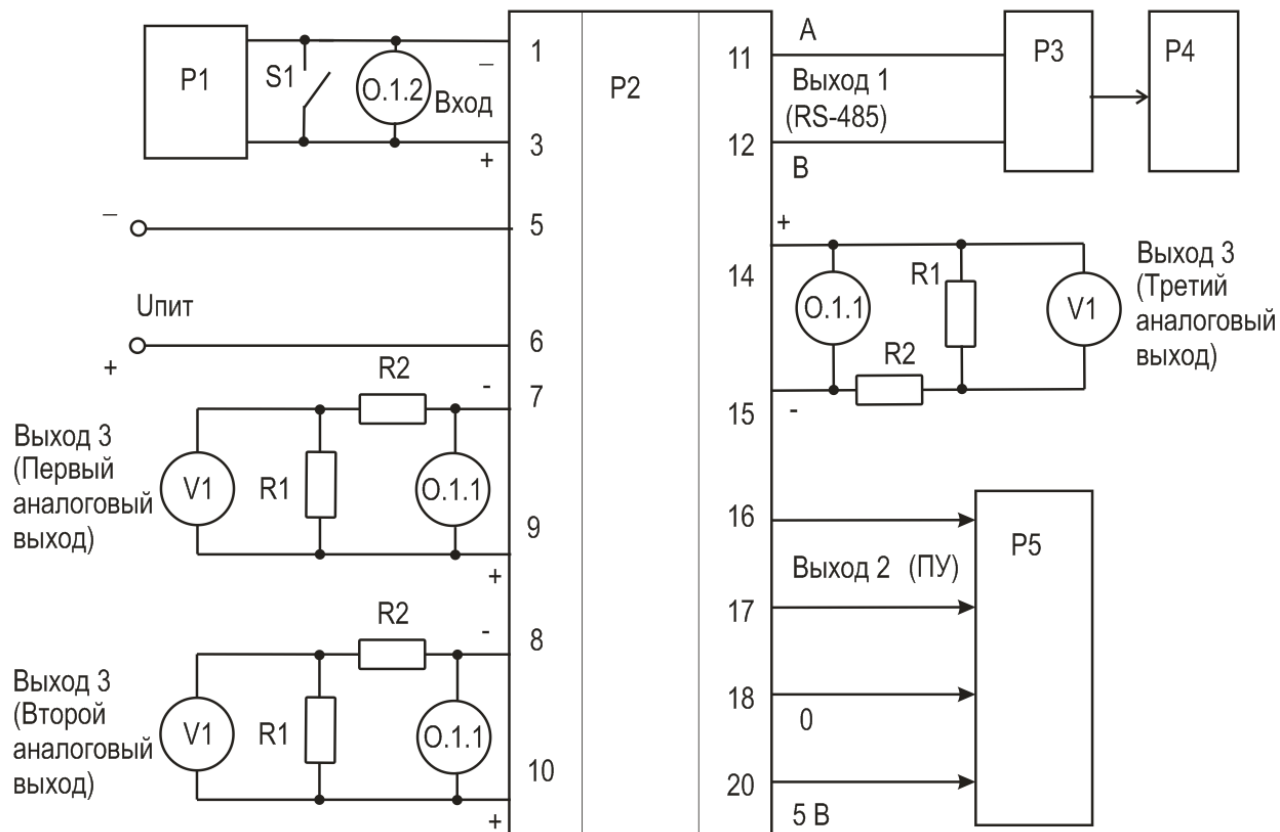 P1
S1
О.1.2
–
Вход
+
1
3
–
5
Uпит
6
+
R2
-
7
Выход 3
(Первый
аналоговый
выход)
V1
R1
О.1.1
9
+
R2
-
8
Выход 3
(Второй
аналоговый
выход)
V1
R1
О.1.1
10
+
P2
11
А
Выход 1
(RS-485)
12
В
P3
P4
+
14
О.1.1
R1
R2
V1
15
-
Выход 3
(Третий
аналоговый
выход)
16
Выход 2 (ПУ)
17
18
0
20
5 В
P5